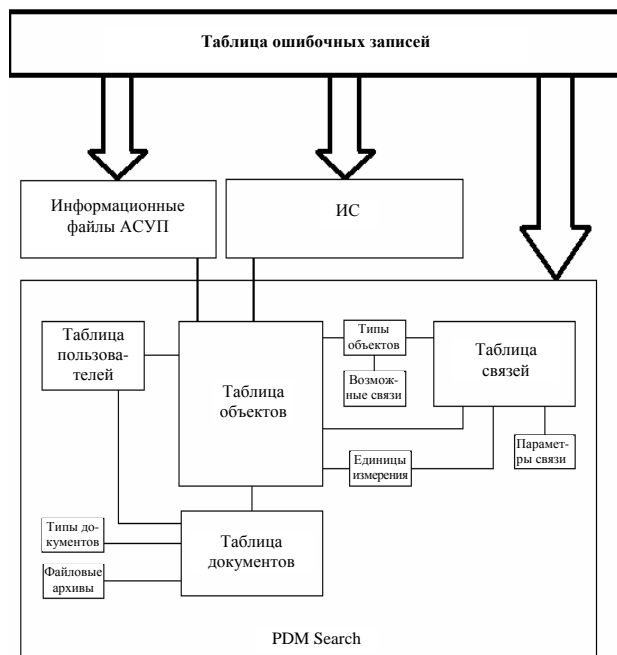 Таблица ошибочных записей
Информационные
файлы АСУП
ИС
Таблица
пользова-
телей
Таблица
объектов
Типы
объектов
Возмож-
ные связи
Таблица
связей
Единицы
измерения
Парамет-
ры связи
Типы до-
кументов
Файловые
архивы
Таблица
документов
PDM Search